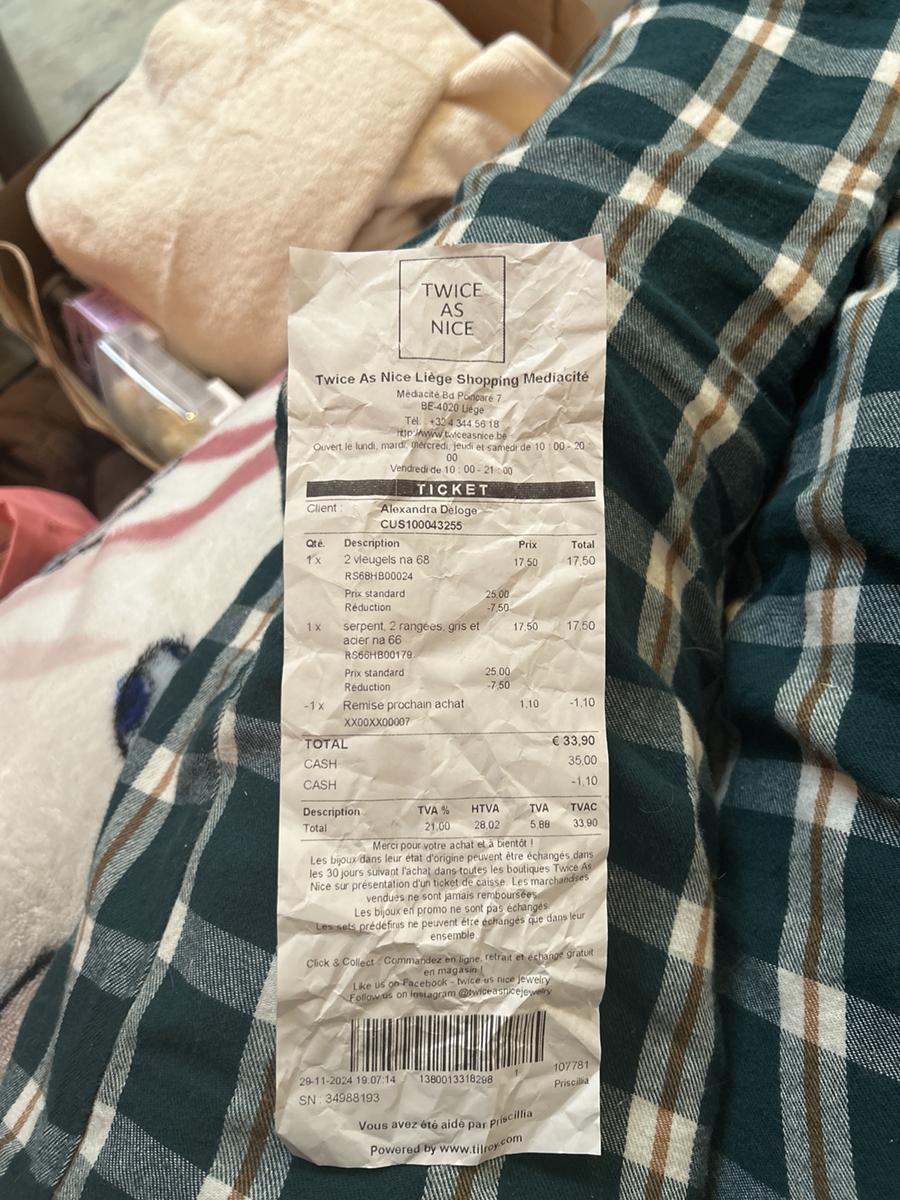 TWICE
AS
NICE
Twice As Nice Liège Shopping Mediacité
Médiacité Bd Poincaré 7
BE-4020 Liège
Tél. +32 4 344 56 18
http://www.twiceasnice.be
Ouvert le lundi, mardi, mercredi, jeudi et samedi de 10 : 00 - 20 :
00
Vendredi de 10 : 00 - 21 : 00
TICKET
Client : Alexandra Deloge
CUS100043255
Qté. Description Prix Total
1 x 2 vleugels na 68 17,50 17,50
RS68HB00024
Prix standard 25,00
Réduction -7,50
1 x serpent, 2 rangées, gris et 17,50 17,50
acier na 66
RS66HB00179
Prix standard 25,00
Réduction -7,50
-1 x Remise prochain achat 1,10 -1,10
XX00XX00007
TOTAL € 33,90
CASH 35,00
CASH -1,10
Description TVA % HTVA TVA TVAC
Total 21,00 28,02 5,88 33,90
Merci pour votre achat et à bientôt !
Les bijoux dans leur état d'origine peuvent être échangés dans
les 30 jours suivant l'achat dans toutes les boutiques Twice As
Nice sur présentation d'un ticket de caisse. Les marchandises
vendues ne sont jamais remboursées.
Les bijoux en promo ne sont pas échangés.
Les sets prédéfinis ne peuvent être échangés que dans leur
ensemble.
Click & Collect : Commandez en ligne, retrait et échange gratuit
en magasin !
Like us on Facebook - twice as nice Jewelry
Follow us on Instagram @twiceasnicejewelry
29-11-2024 19:07:14 1380013318298 1 107781
Priscillia
SN : 34988193
Vous avez été aidé par Priscillia
Powered by www.tilroy.com